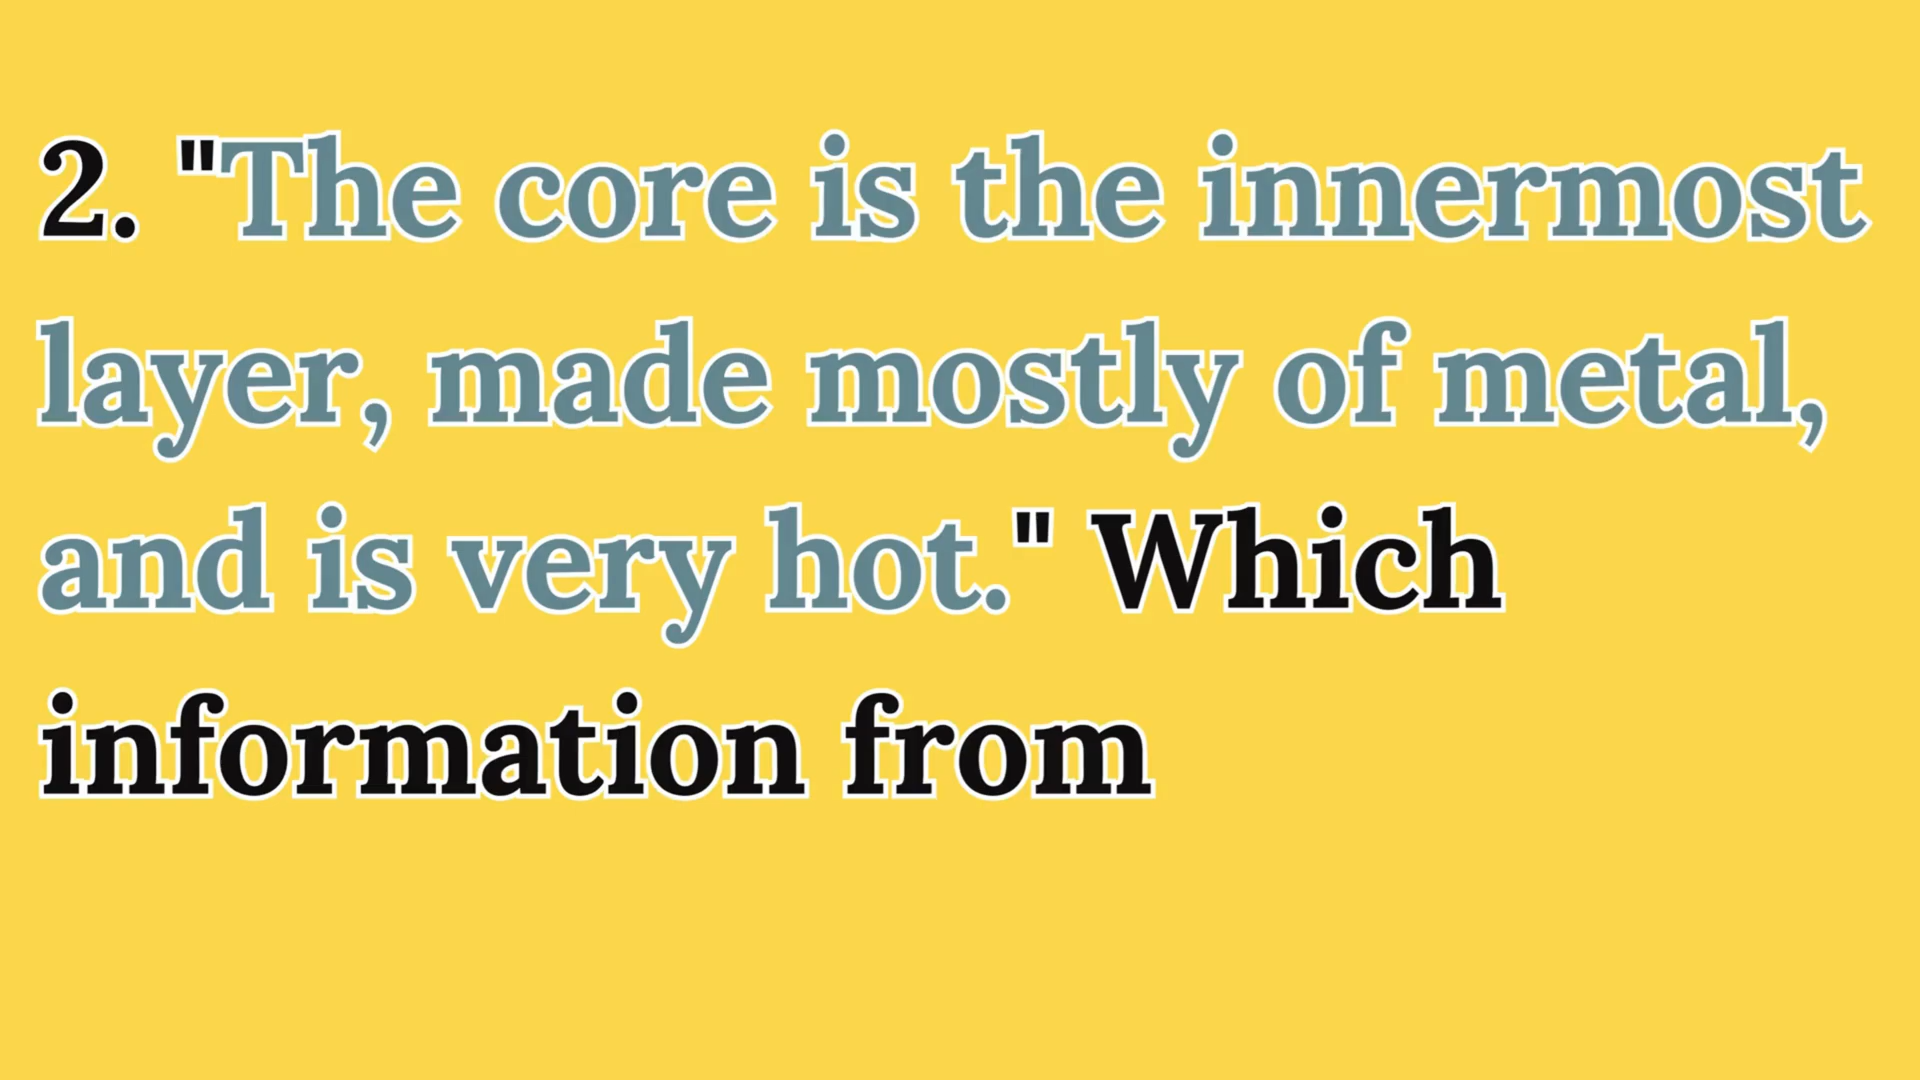 2. "The core is the innermost
layer, made mostly of metal,
and is very hot." Which
information from